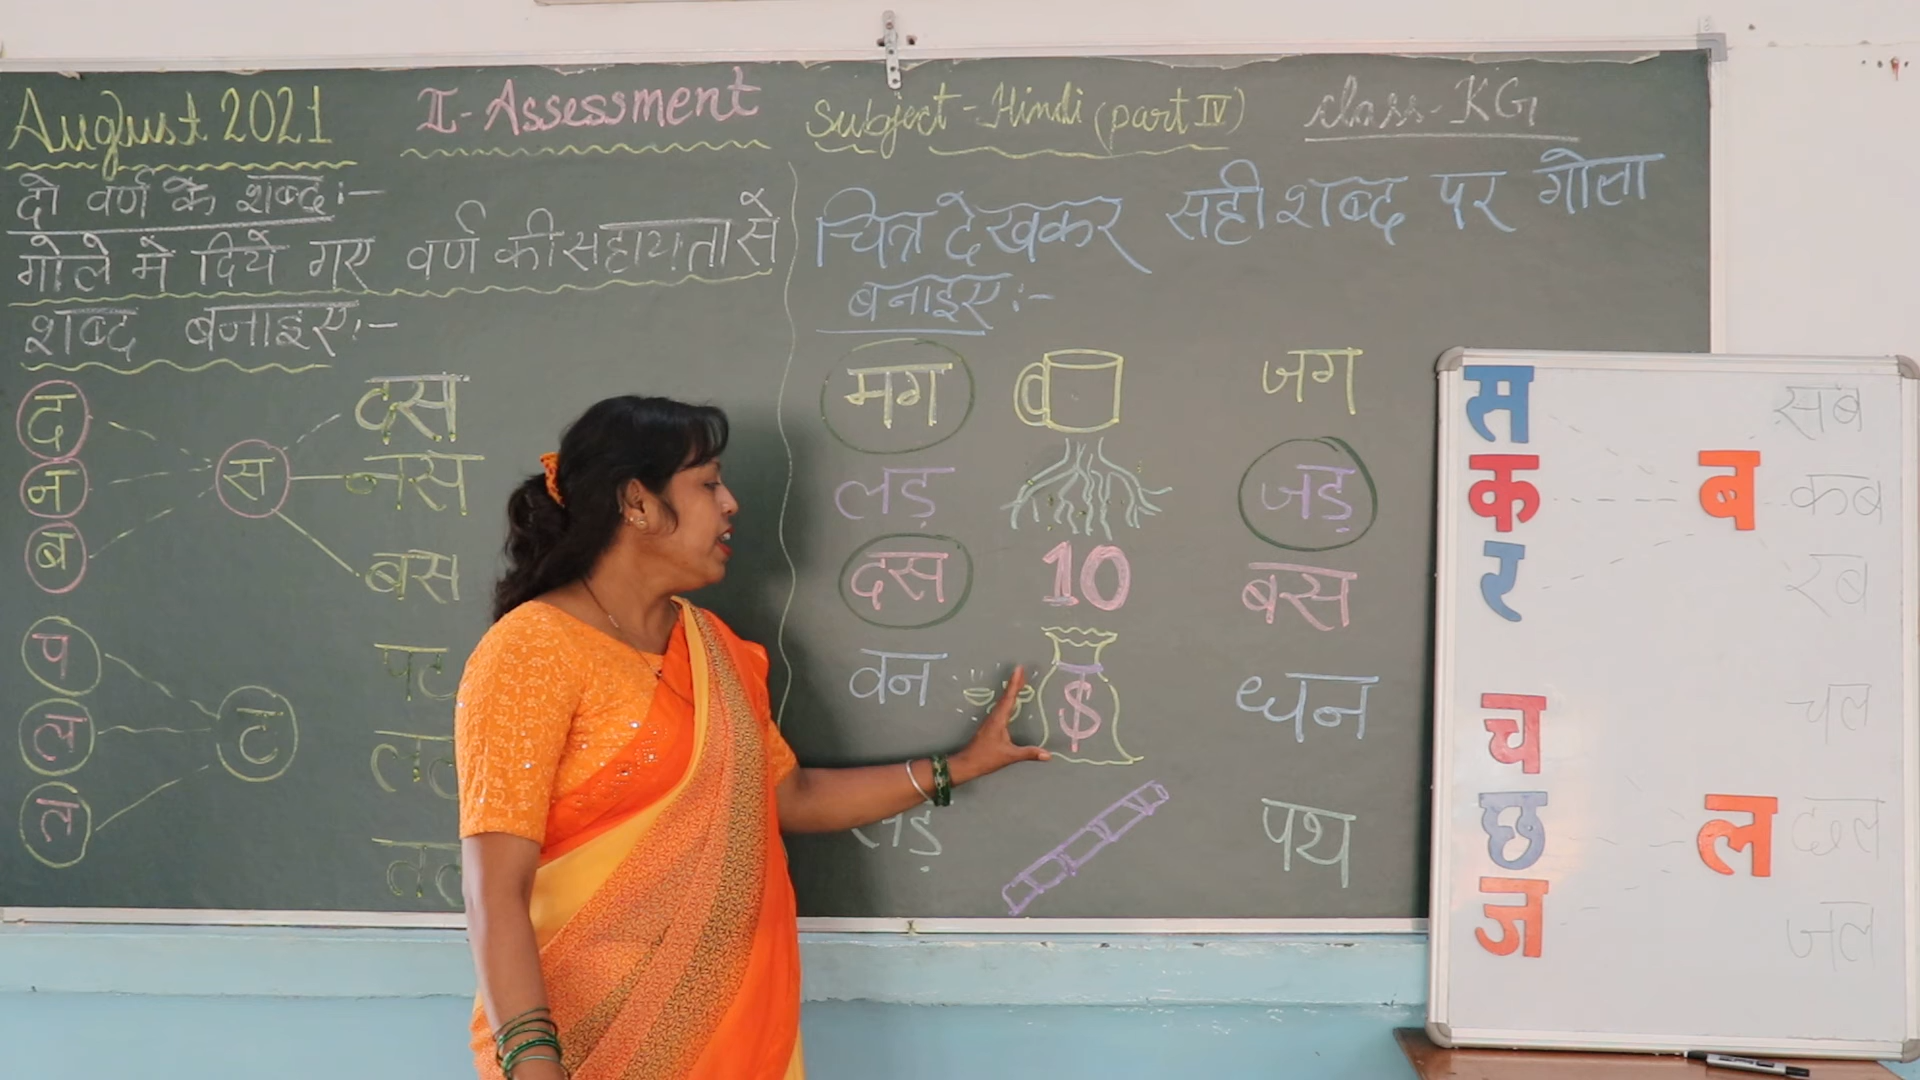 August 2021 II-Assessment Subject-Hindi (part IV) class-KG
दो वर्ण के शब्द:-
गोले में दिये गए वर्ण की सहायता से
शब्द बनाइए:-
द दस
न स नस
ब बस
प पट
ल ट लट
त
चित्र देखकर सही शब्द पर गोला
बनाइए:-
मग जग
लड़ जड़
दस 10 बस
वन $ धन
पथ
स सब
क ब कब
र रब
च चल
छ ल छल
ज जल